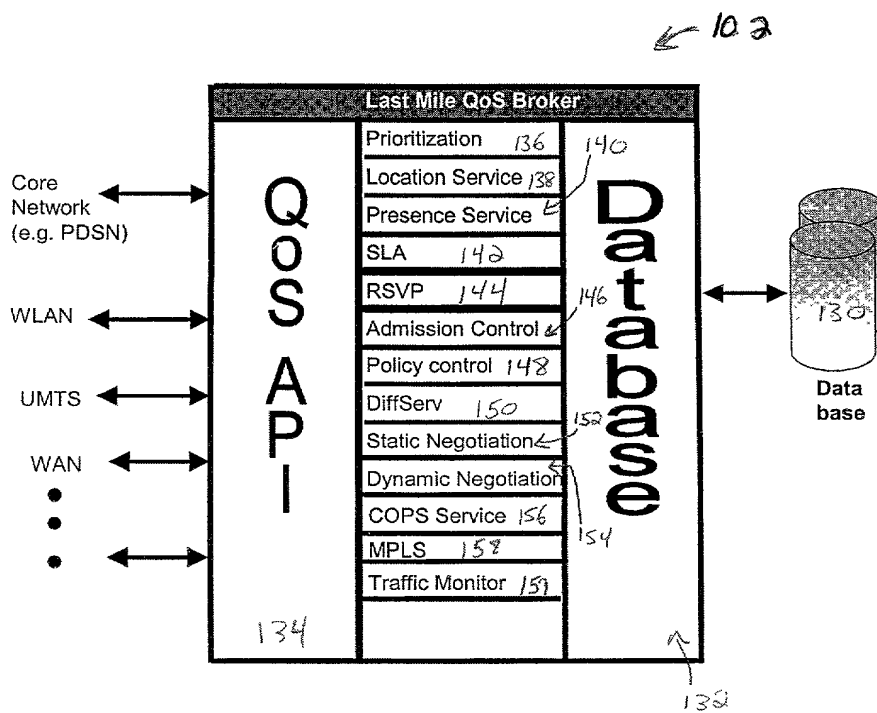 102
Last Mile QoS Broker
Core
Network
(e.g. PDSN)
WLAN
UMTS
WAN
QoS API
134
Prioritization 136
Location Service 138
Presence Service
140
SLA 142
RSVP 144
146
Admission Control
Policy control 148
DiffServ 150
152
Static Negotiation
Dynamic Negotiation
154
COPS Service 156
MPLS 158
Traffic Monitor 159
Database
132
130
Data
base